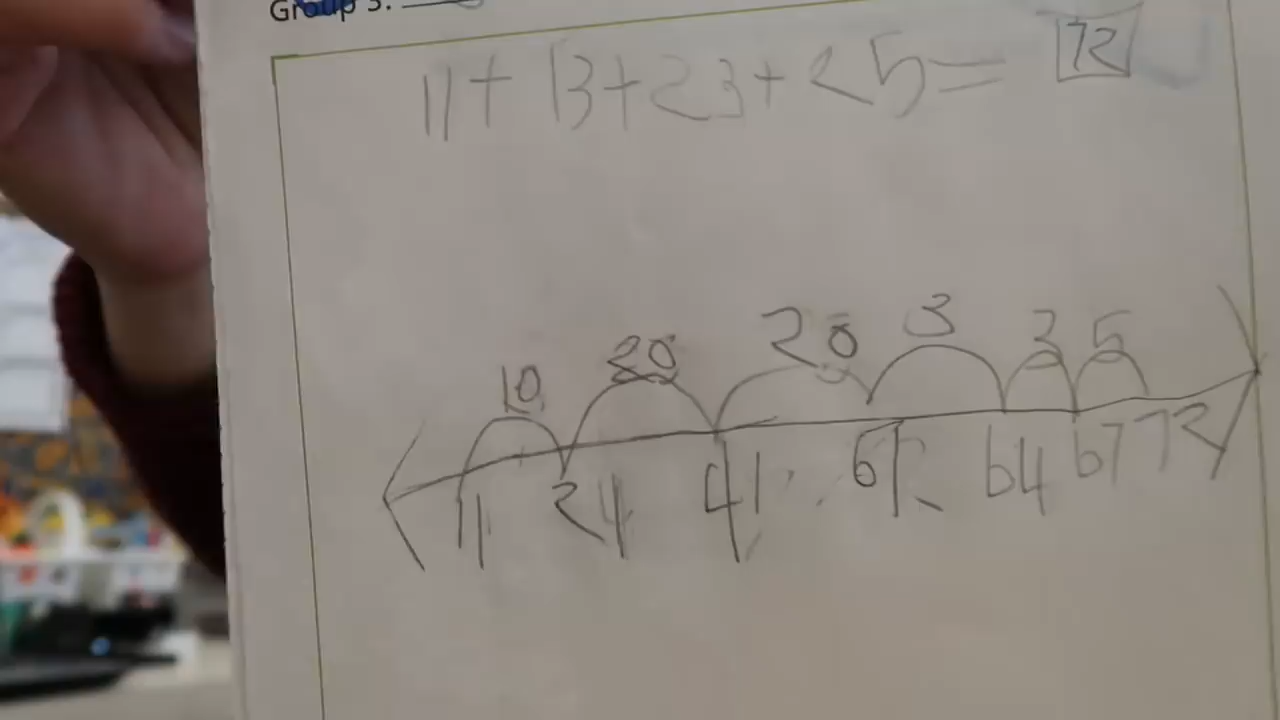 Group 3:
11 + 13 + 23 + 25 = 72
10 20 20 3 3 5
11 24 41 61 64 67 72